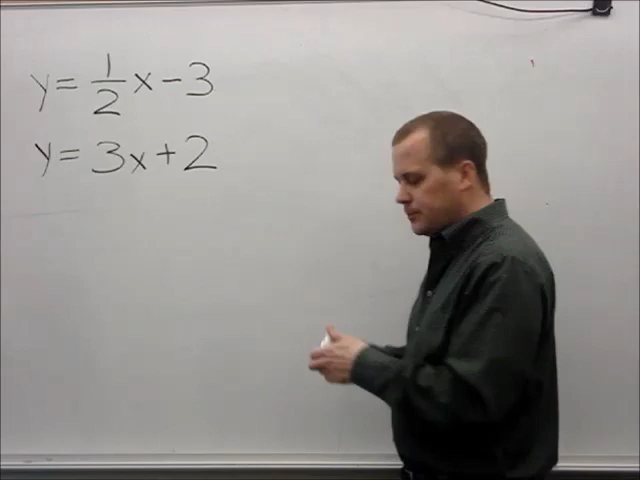 y = 1/2 x - 3
y = 3x + 2